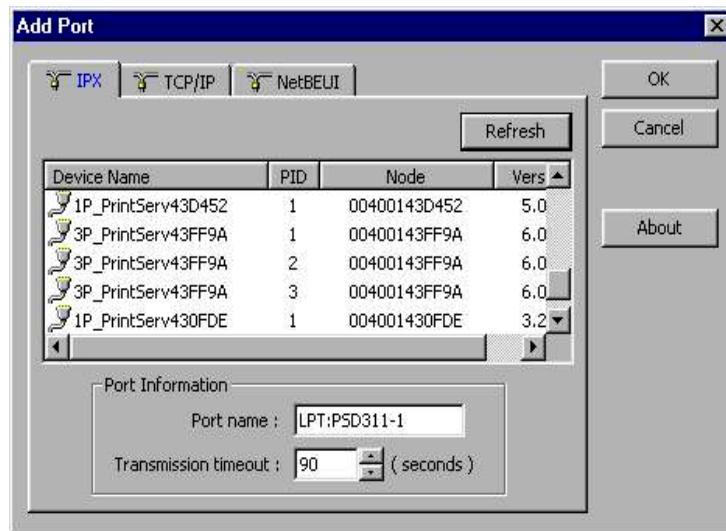 Add Port
IPX TCP/IP NetBEUI
OK
Refresh
Cancel
Device Name PID Node Vers
1P_PrintServ43D452 1 00400143D452 5.0
3P_PrintServ43FF9A 1 00400143FF9A 6.0
3P_PrintServ43FF9A 2 00400143FF9A 6.0
3P_PrintServ43FF9A 3 00400143FF9A 6.0
1P_PrintServ430FDE 1 004001430FDE 3.2
About
Port Information
Port name : LPT:PSD311-1
Transmission timeout : 90 ( seconds )